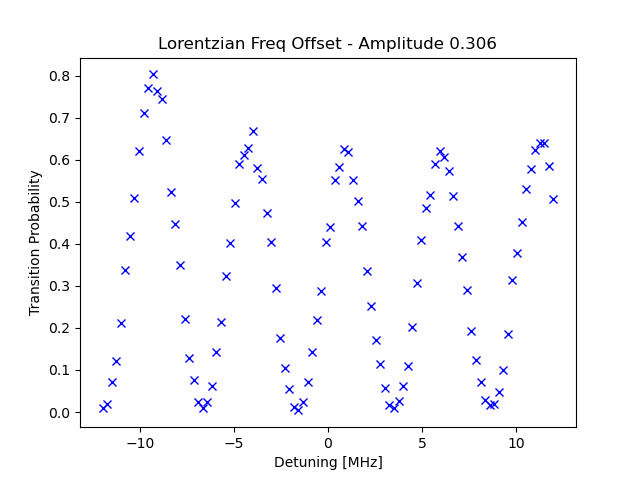 Lorentzian Freq Offset - Amplitude 0.306
Transition Probability
0.8
0.7
0.6
0.5
0.4
0.3
0.2
0.1
0.0
−10 −5 0 5 10
Detuning [MHz]